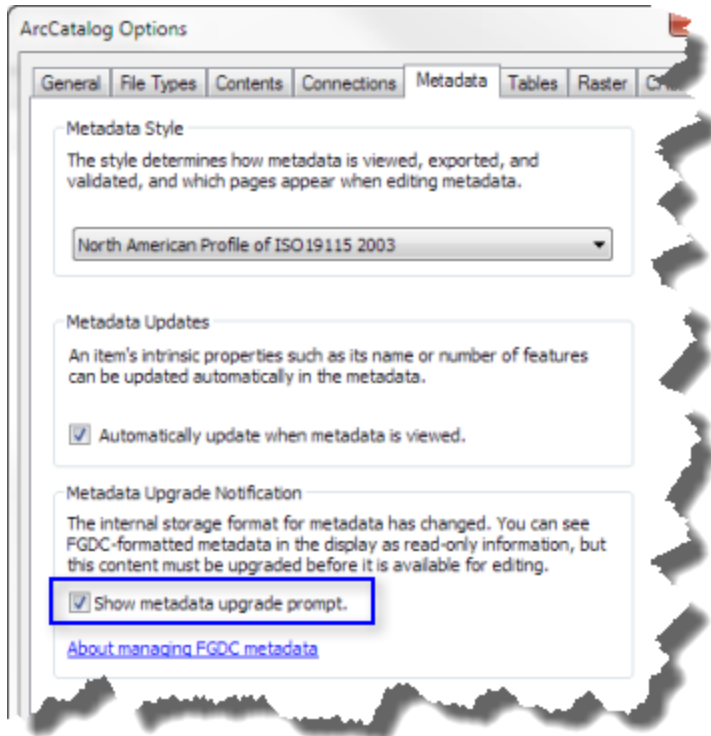 ArcCatalog Options
General File Types Contents Connections Metadata Tables Raster
Metadata Style
The style determines how metadata is viewed, exported, and
validated, and which pages appear when editing metadata.
North American Profile of ISO19115 2003
Metadata Updates
An item's intrinsic properties such as its name or number of features
can be updated automatically in the metadata.
Automatically update when metadata is viewed.
Metadata Upgrade Notification
The internal storage format for metadata has changed. You can see
FGDC-formatted metadata in the display as read-only information, but
this content must be upgraded before it is available for editing.
Show metadata upgrade prompt.
About managing FGDC metadata